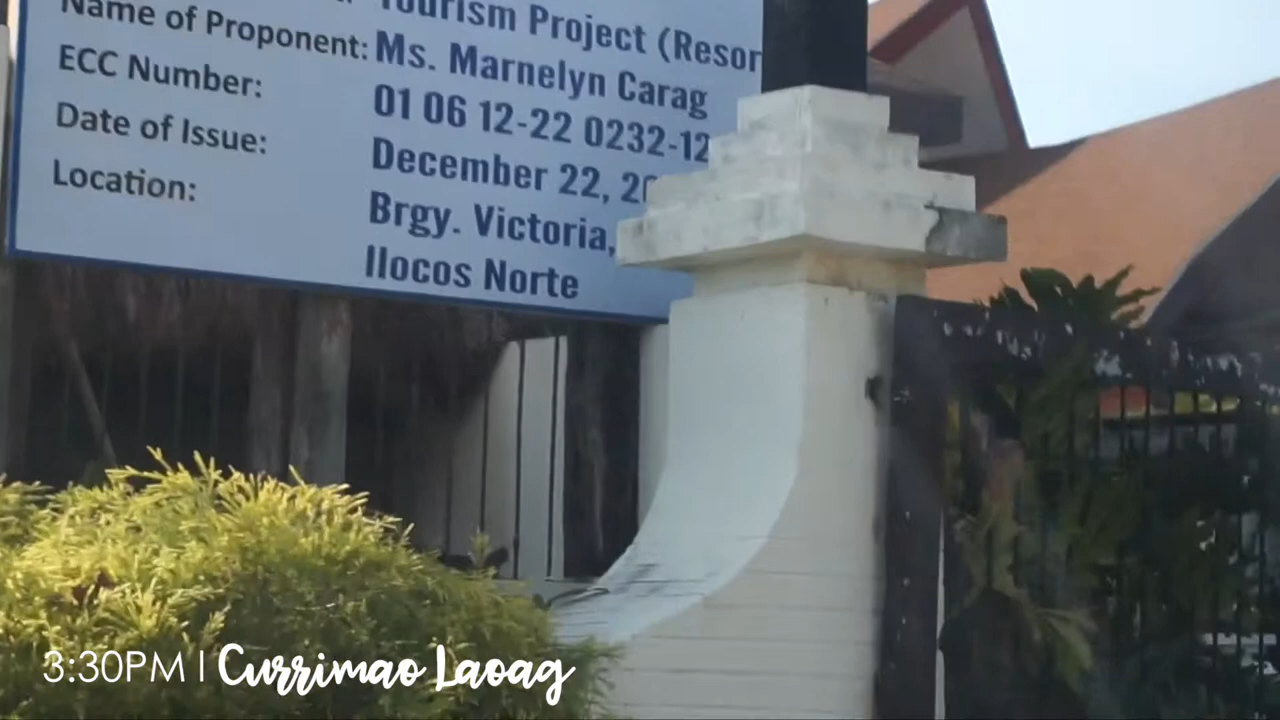 Tourism Project (Resor
Name of Proponent: Ms. Marnelyn Carag
ECC Number: 01 06 12-22 0232-12
Date of Issue: December 22, 20
Location: Brgy. Victoria,
Ilocos Norte
3:30PM | Currimao Laoag